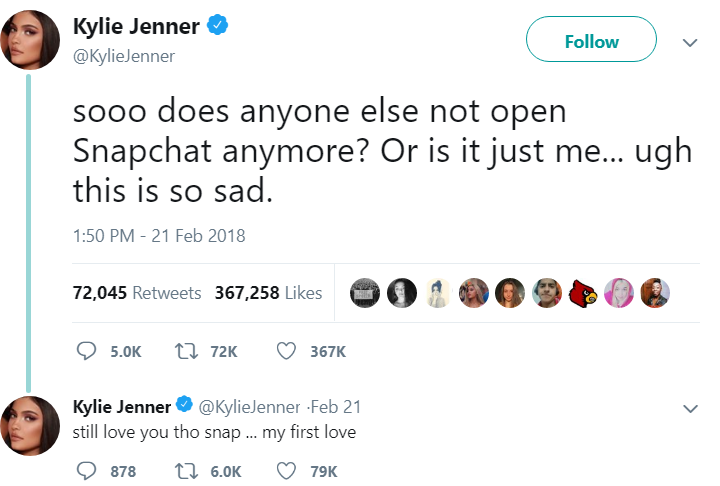 Kylie Jenner
@KylieJenner
Follow
sooo does anyone else not open
Snapchat anymore? Or is it just me... ugh
this is so sad.
1:50 PM - 21 Feb 2018
72,045 Retweets 367,258 Likes
5.0K 72K 367K
Kylie Jenner @KylieJenner ·Feb 21
still love you tho snap ... my first love
878 6.0K 79K